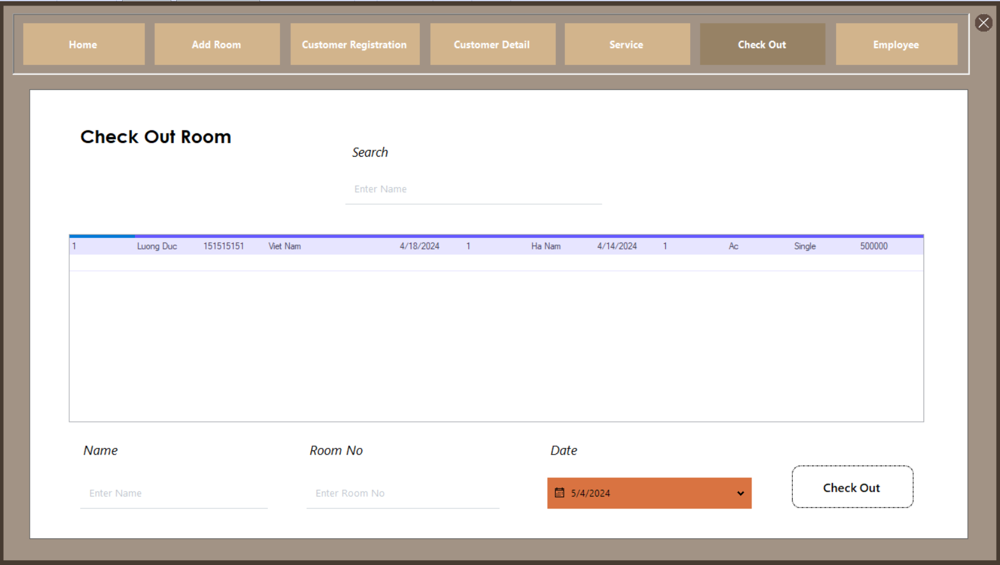 Home Add Room Customer Registration Customer Detail Service Check Out Employee
Check Out Room
Search
Enter Name
1 Luong Duc 151515151 Viet Nam 4/18/2024 1 Ha Nam 4/14/2024 1 Ac Single 500000
Name Room No Date
Enter Name Enter Room No 5/4/2024 Check Out